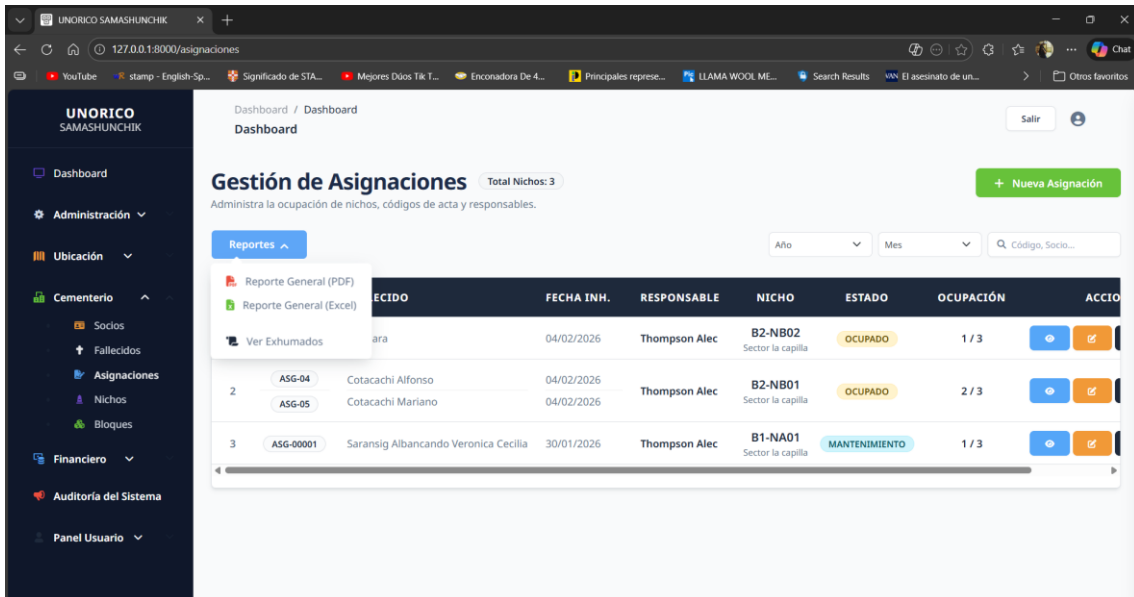 UNORICO SAMASHUNCHIK
127.0.0.1:8000/asignaciones
Chat
YouTube
stamp - English-Sp...
Significado de STA...
Mejores Dúos Tik T...
Enconadora De 4...
Principales represe...
LLAMA WOOL ME...
Search Results
VAN El asesinato de un...
Otros favoritos
UNORICO
SAMASHUNCHIK
Dashboard / Dashboard
Dashboard
Salir
Dashboard
Administración
Ubicación
Cementerio
Socios
Fallecidos
Asignaciones
Nichos
Bloques
Financiero
Auditoría del Sistema
Panel Usuario
Gestión de Asignaciones Total Nichos: 3
Administra la ocupación de nichos, códigos de acta y responsables.
+ Nueva Asignación
Reportes
Año
Mes
Código, Socio...
Reporte General (PDF)
Reporte General (Excel)
Ver Exhumados
ECIDO FECHA INH. RESPONSABLE NICHO ESTADO OCUPACIÓN ACCIO
ara 04/02/2026 Thompson Alec B2-NB02 OCUPADO 1 / 3
Sector la capilla
2 ASG-04 Cotacachi Alfonso 04/02/2026 Thompson Alec B2-NB01 OCUPADO 2 / 3
ASG-05 Cotacachi Mariano 04/02/2026 Sector la capilla
3 ASG-00001 Saransig Albancando Veronica Cecilia 30/01/2026 Thompson Alec B1-NA01 MANTENIMIENTO 1 / 3
Sector la capilla